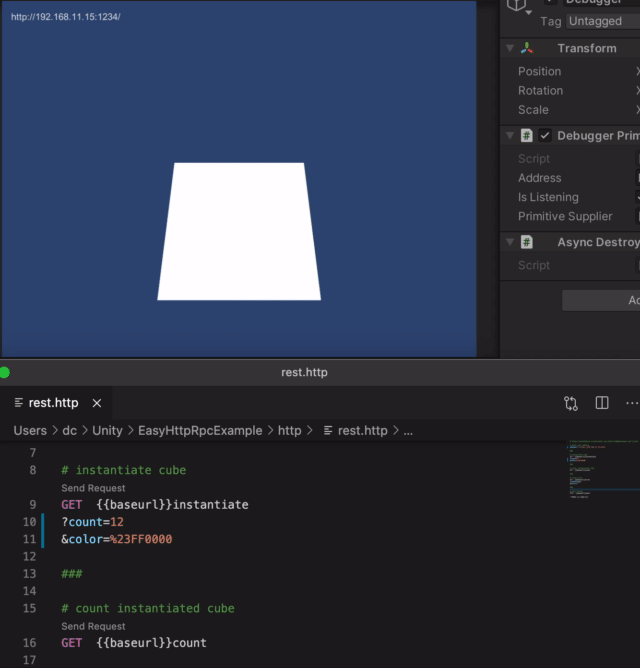 http://192.168.11.15:1234/
Debugger
Tag Untagged
Transform
Position X
Rotation X
Scale X
Debugger Prim
Script
Address
Is Listening
Primitive Supplier
Async Destroy
Script
Ad
rest.http
rest.http
Users > dc > Unity > EasyHttpRpcExample > http > rest.http > ...
7
8 # instantiate cube
Send Request
9 GET {{baseurl}}instantiate
10 ?count=12
11 &color=%23FF0000
12
13 ###
14
15 # count instantiated cube
Send Request
16 GET {{baseurl}}count
17